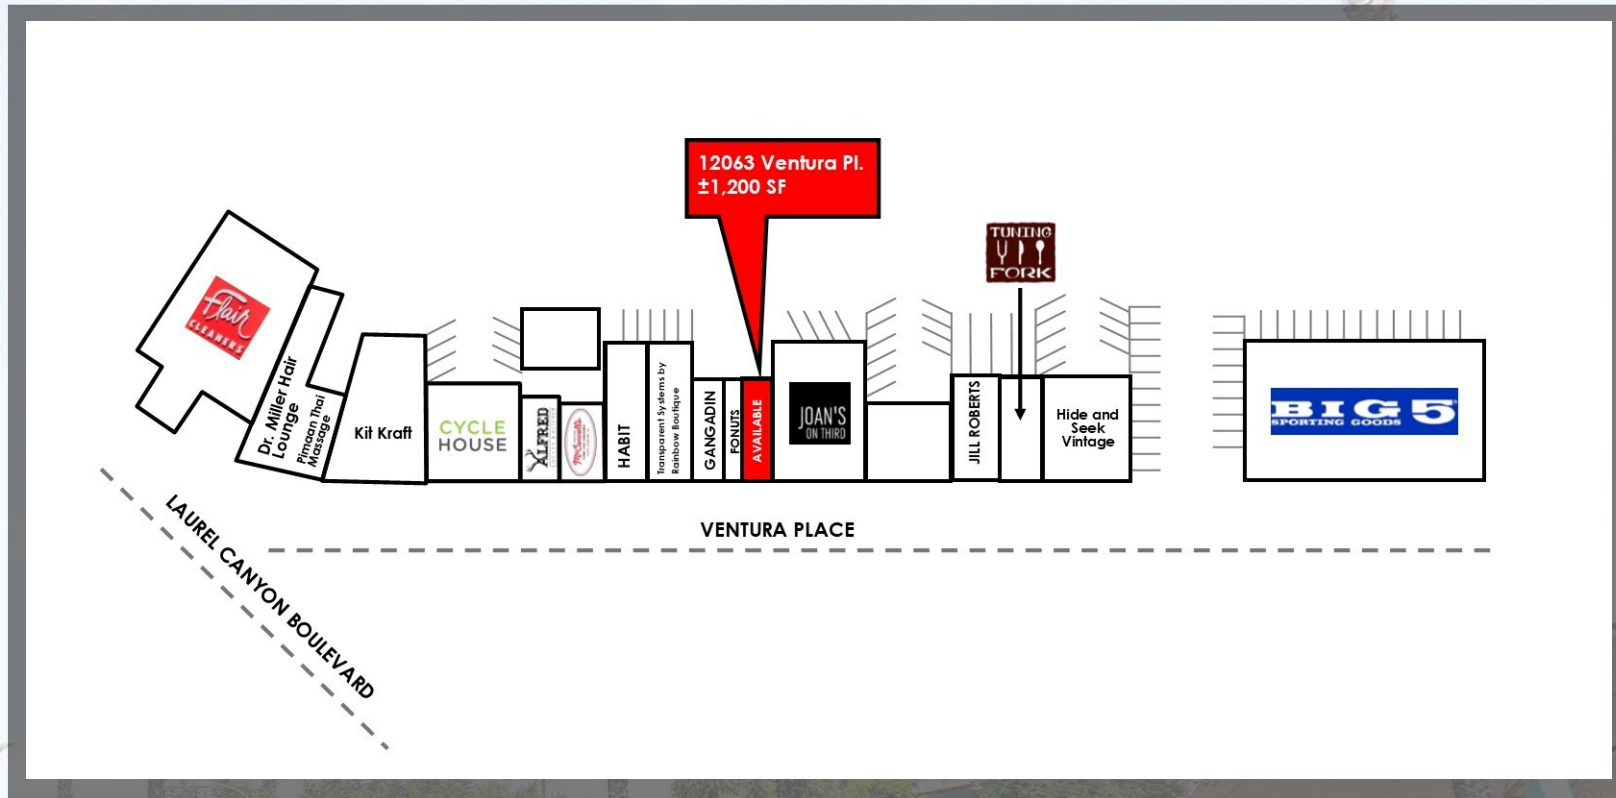 12063 Ventura Pl.
±1,200 SF
TUNING
FORK
Flair
CLEANERS
Dr. Miller Hair
Lounge
Pimaan Thai
Massage
Kit Kraft
CYCLE
HOUSE
ALFRED
McConnell's
HABIT
Transparent Systems by
Rainbow Boutique
GANGADIN
FONUTS
AVAILABLE
JOAN'S
ON THIRD
JILL ROBERTS
Hide and
Seek
Vintage
BIG 5
SPORTING GOODS
VENTURA PLACE
LAUREL CANYON BOULEVARD